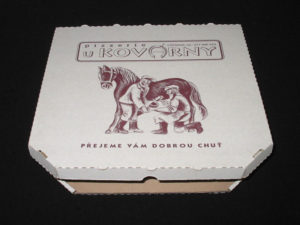 pizzerie
U KOVÁRNY
PŘEJEME VÁM DOBROU CHUŤ